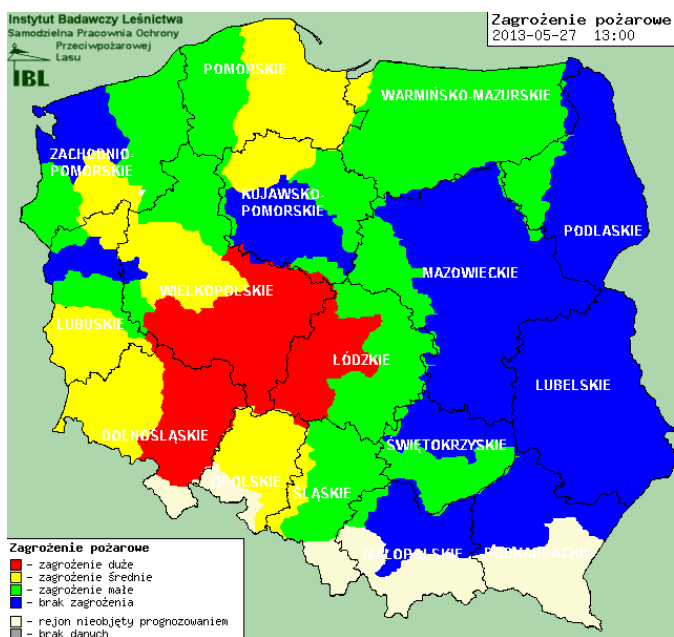 Instytut Badawczy Leśnictwa
Samodzielna Pracownia Ochrony
Przeciwpożarowej
Lasu
IBL
Zagrożenie pożarowe
2013-05-27 13:00
POMORSKIE
WARMIŃSKO-MAZURSKIE
ZACHODNIO-
POMORSKIE
KUJAWSKO-
POMORSKIE
PODLASKIE
MAZOWIECKIE
WIELKOPOLSKIE
LUBUSKIE
ŁÓDZKIE
LUBELSKIE
DOLNOŚLĄSKIE
ŚWIĘTOKRZYSKIE
OPOLSKIE
ŚLĄSKIE
MAŁOPOLSKIE
PODKARPACKIE
Zagrożenie pożarowe
- zagrożenie duże
- zagrożenie średnie
- zagrożenie małe
- brak zagrożenia
- rejon nieobjęty prognozowaniem
- brak danych